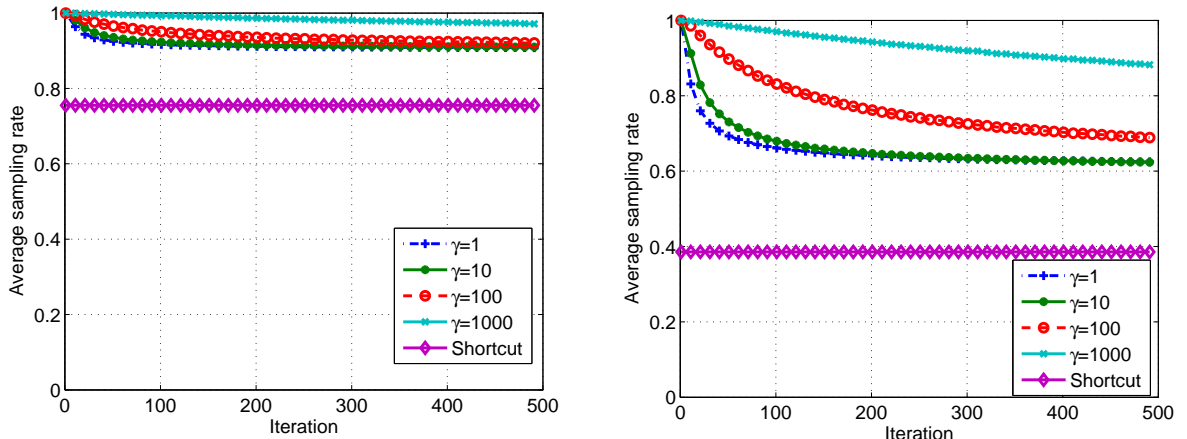 1
0.8
0.6
0.4
0.2
0
0
100
200
300
400
500
Average sampling rate
Iteration
γ=1
γ=10
γ=100
γ=1000
Shortcut
1
0.8
0.6
0.4
0.2
0
0
100
200
300
400
500
Average sampling rate
Iteration
γ=1
γ=10
γ=100
γ=1000
Shortcut